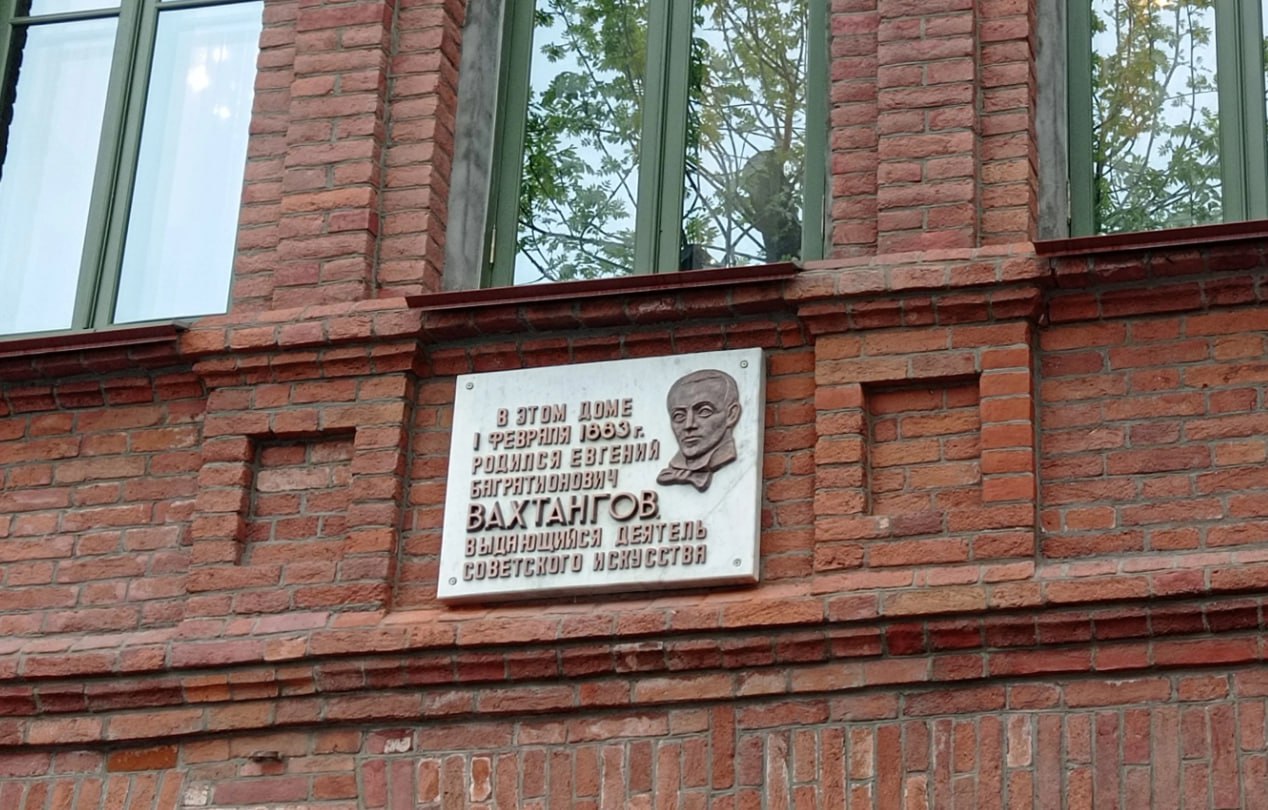 В ЭТОМ ДОМЕ
1 ФЕВРАЛЯ 1883 г.
РОДИЛСЯ ЕВГЕНИЙ
БАГРАТИОНОВИЧ
ВАХТАНГОВ
ВЫДАЮЩИЙСЯ ДЕЯТЕЛЬ
СОВЕТСКОГО ИСКУССТВА